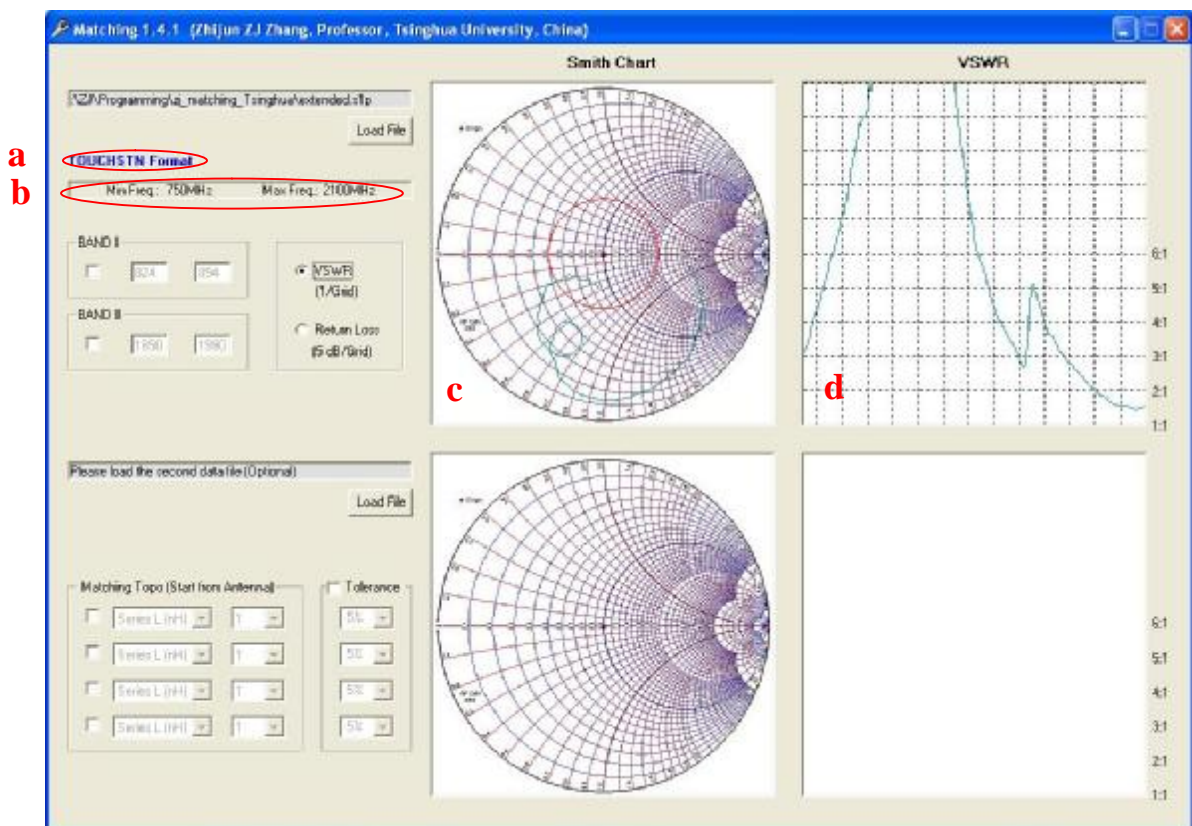 Matching 1.4.1 (Zhijun ZJ Zhang, Professor, Tsinghua University, China)
Smith Chart
VSWR
Load File
a
TOUCHSTN Format
b
Min Freq.: 750MHz Max Freq.: 2100MHz
BAND I
824 894
VSWR
(1/Grid)
BAND II
1850 1990
Return Loss
(5 dB/Grid)
c
d
6:1
5:1
4:1
3:1
2:1
1:1
Please load the second data file (Optional)
Load File
Matching Topo (Start from Antenna)
Tolerance
Series L (nH) 1 5%
Series L (nH) 1 5%
Series L (nH) 1 5%
Series L (nH) 1 5%
6:1
5:1
4:1
3:1
2:1
1:1